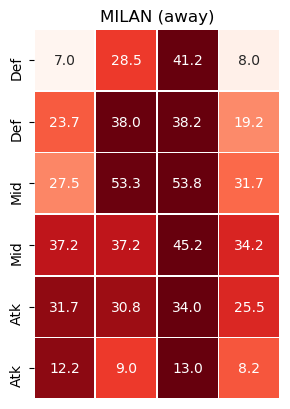 MILAN (away)
Def 7.0 28.5 41.2 8.0
Def 23.7 38.0 38.2 19.2
Mid 27.5 53.3 53.8 31.7
Mid 37.2 37.2 45.2 34.2
Atk 31.7 30.8 34.0 25.5
Atk 12.2 9.0 13.0 8.2